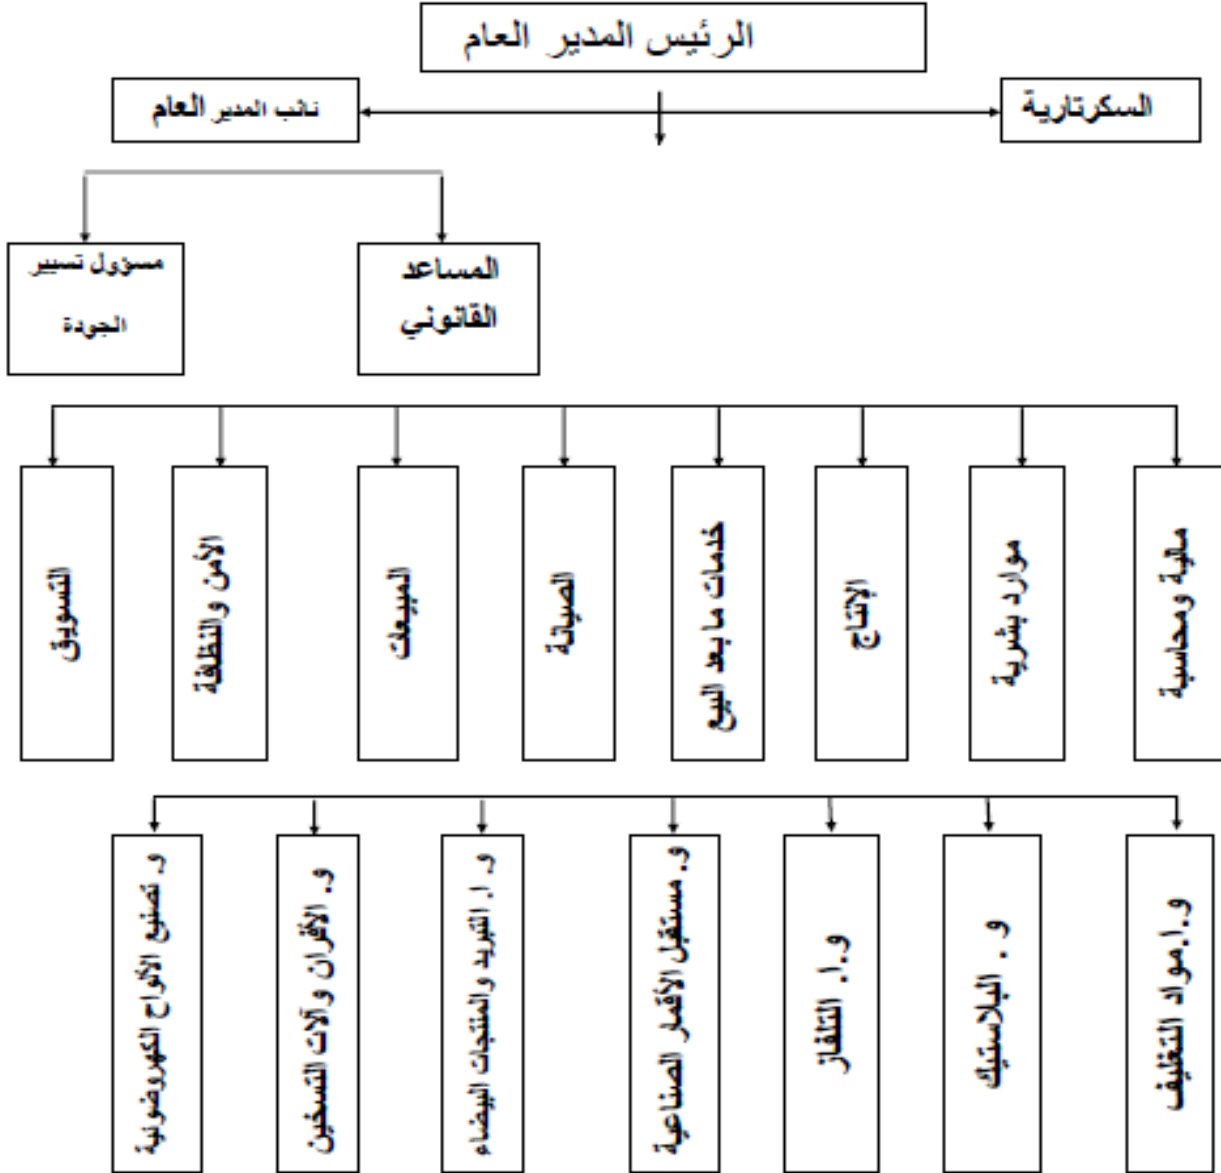 الرئيس المدير العام
السكرتارية
نائب المدير العام
المساعد
القانوني
مسؤول تسيير
الجودة
مالية ومحاسبة
موارد بشرية
الإنتاج
خدمات ما بعد البيع
الصيانة
المبيعات
الأمن والنظافة
التسويق
و.ا.مواد التغليف
و . البلاستيك
و.ا. التلفاز
و. مستقبل الأقمار الصناعية
و. ا. التبريد والمنتجات البيضاء
و. الأفران وآلات التسخين
و. تصنيع الألواح الكهروضوئية